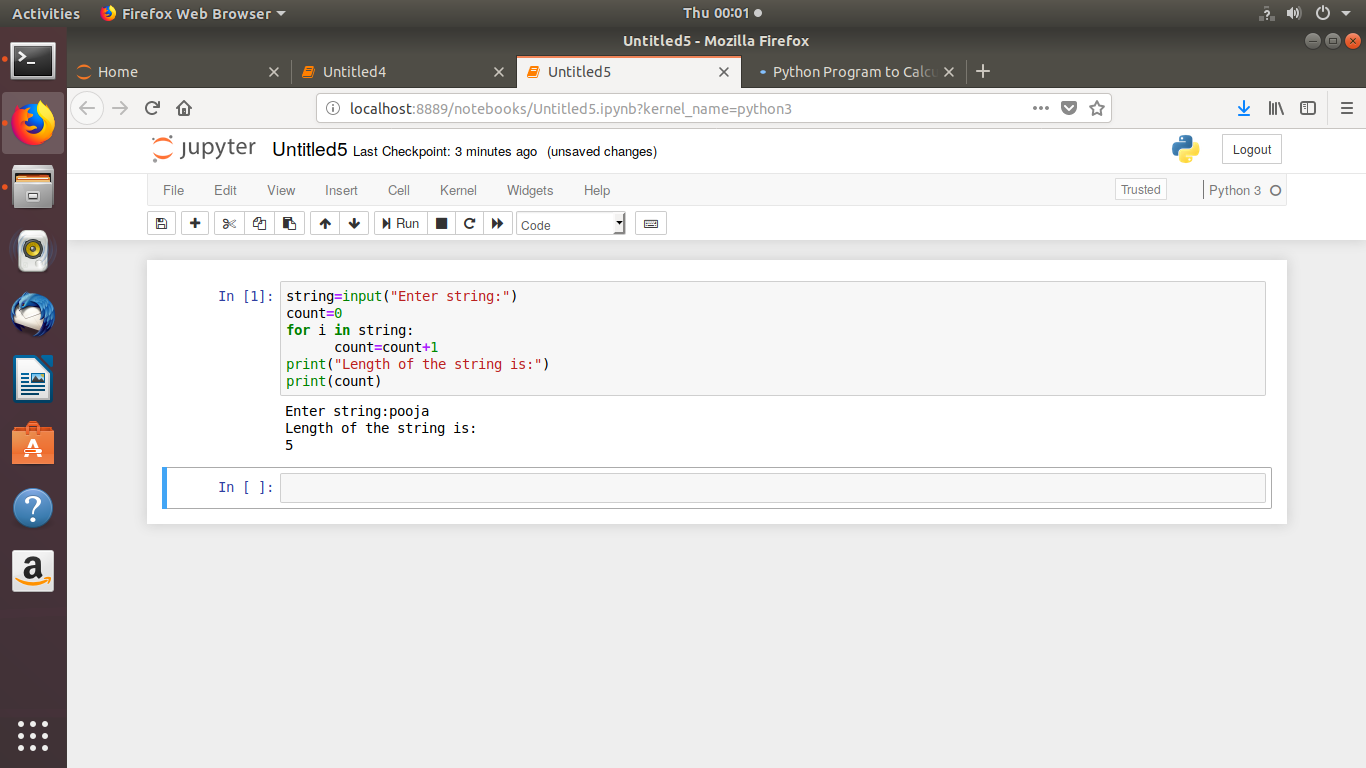 Activities Firefox Web Browser Thu 00:01
Untitled5 - Mozilla Firefox
Home Untitled4 Untitled5 Python Program to Calcu
localhost:8889/notebooks/Untitled5.ipynb?kernel_name=python3
jupyter Untitled5 Last Checkpoint: 3 minutes ago (unsaved changes) Logout
File Edit View Insert Cell Kernel Widgets Help Trusted Python 3
Run Code
In [1]: string=input("Enter string:")
count=0
for i in string:
count=count+1
print("Length of the string is:")
print(count)
Enter string:pooja
Length of the string is:
5
In [ ]: